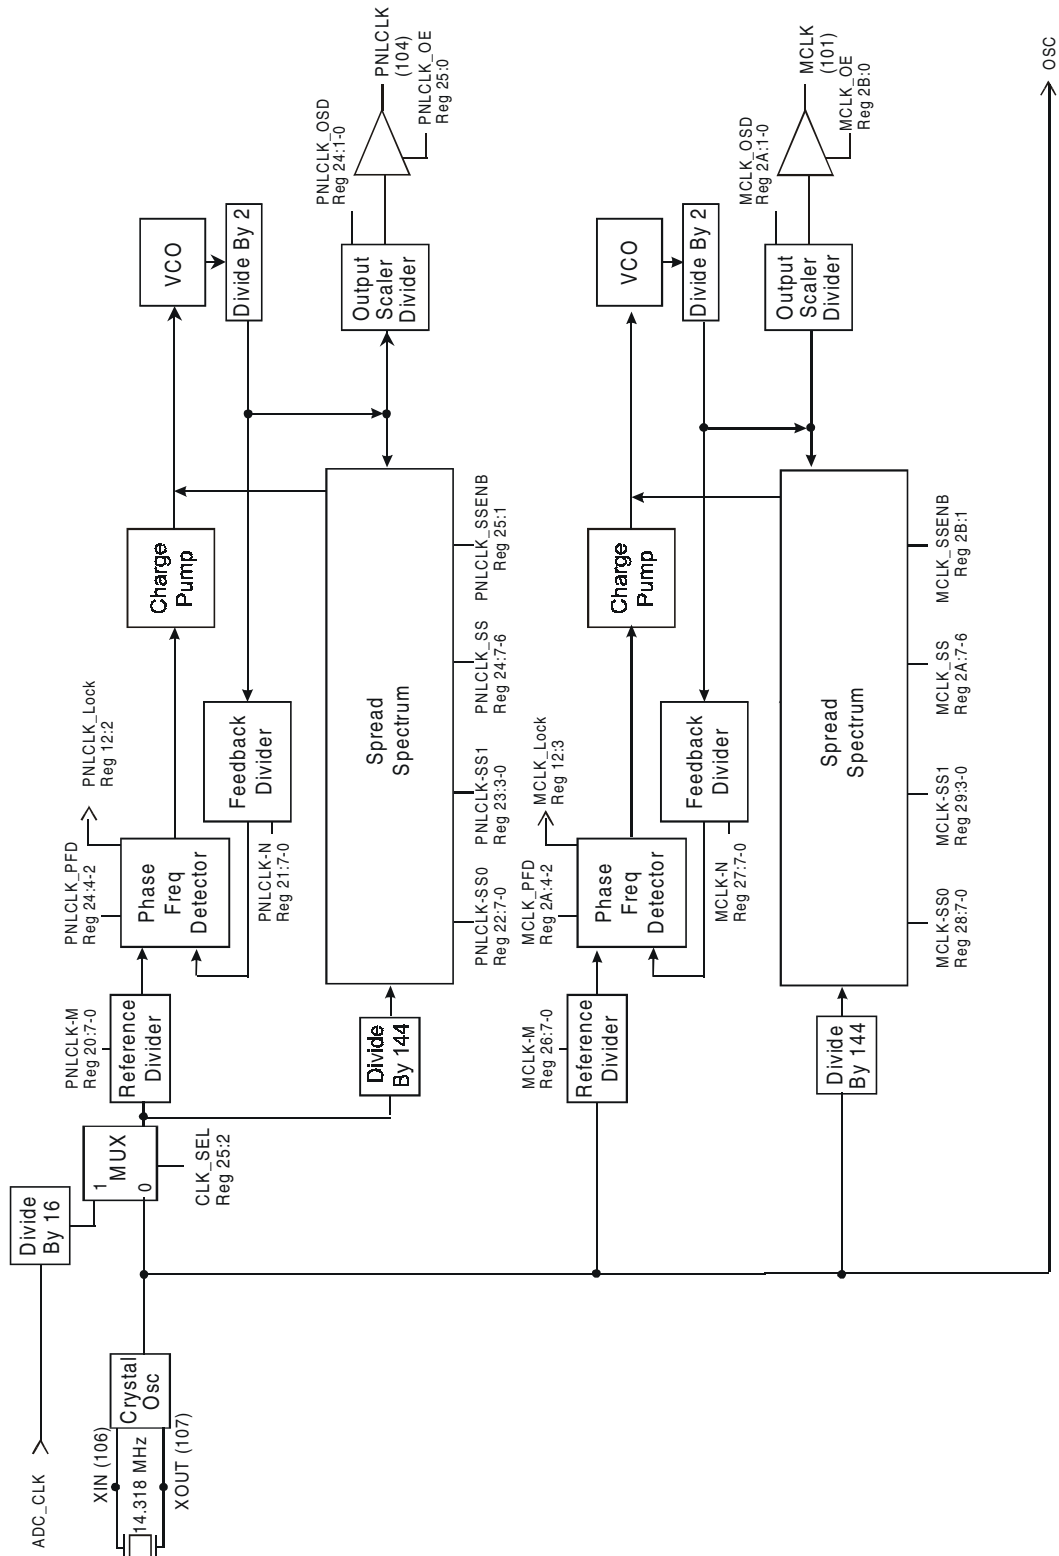 ADC_CLK
Divide
By 16
XIN (106)
14.318 MHz
XOUT (107)
Crystal
Osc
1
MUX
0
CLK_SEL
Reg 25:2
PNLCLK-M
Reg 20:7-0
Reference
Divider
PNLCLK_PFD
Reg 24:4-2
PNLCLK_Lock
Reg 12:2
Phase
Freq
Detector
Charge
Pump
VCO
Divide By 2
Feedback
Divider
PNLCLK-N
Reg 21:7-0
Divide
By 144
Spread
Spectrum
PNLCLK-SS0
Reg 22:7-0
PNLCLK-SS1
Reg 23:3-0
PNLCLK_SS
Reg 24:7-6
PNLCLK_SSENB
Reg 25:1
Output
Scaler
Divider
PNLCLK_OSD
Reg 24:1-0
PNLCLK
(104)
PNLCLK_OE
Reg 25:0
MCLK-M
Reg 26:7-0
Reference
Divider
MCLK_PFD
Reg 2A:4-2
MCLK_Lock
Reg 12:3
Phase
Freq
Detector
Charge
Pump
VCO
Divide By 2
Feedback
Divider
MCLK-N
Reg 27:7-0
Divide
By 144
Spread
Spectrum
MCLK-SS0
Reg 28:7-0
MCLK-SS1
Reg 29:3-0
MCLK_SS
Reg 2A:7-6
MCLK_SSENB
Reg 2B:1
Output
Scaler
Divider
MCLK_OSD
Reg 2A:1-0
MCLK
(101)
MCLK_OE
Reg 2B:0
OSC